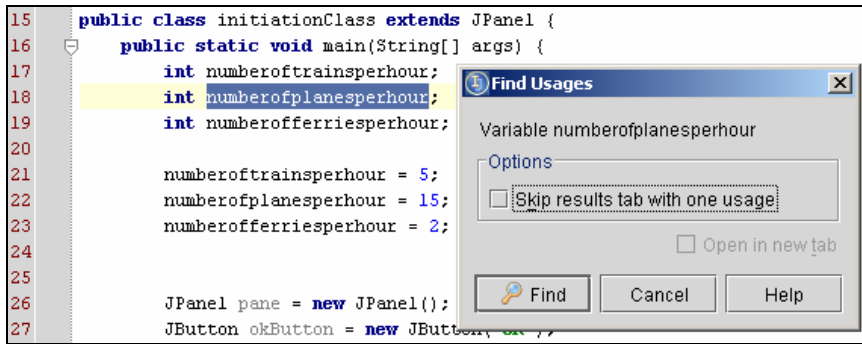 15 public class initiationClass extends JPanel {
16 public static void main(String[] args) {
17 int numberoftrainsperhour;
18 int numberofplanesperhour;
19 int numberofferriesperhour;
20
21 numberoftrainsperhour = 5;
22 numberofplanesperhour = 15;
23 numberofferriesperhour = 2;
24
25
26 JPanel pane = new JPanel();
27 JButton okButton = new JButton(
Find Usages
Variable numberofplanesperhour
Options
Skip results tab with one usage
Open in new tab
Find Cancel Help